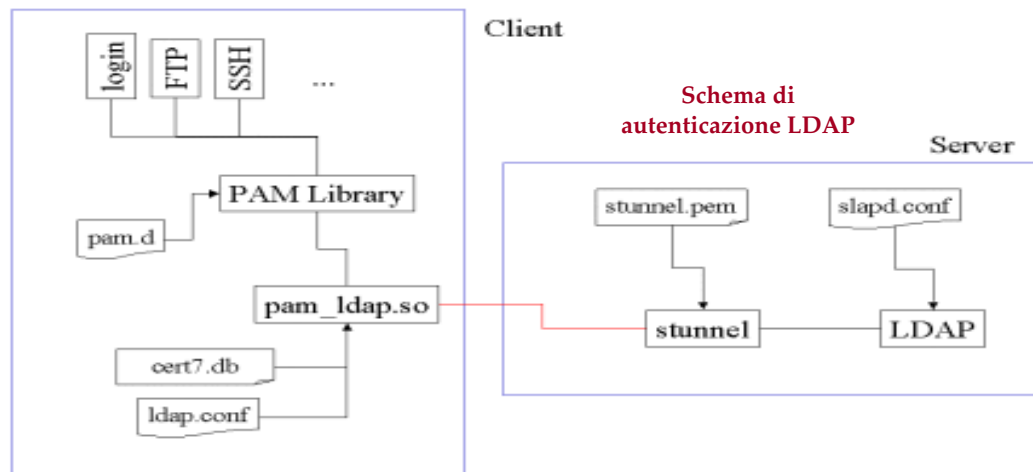 Client
login
FTP
SSH
...
Schema di
autenticazione LDAP
Server
PAM Library
pam.d
stunnel.pem
slapd.conf
pam_ldap.so
stunnel
LDAP
cert7.db
ldap.conf